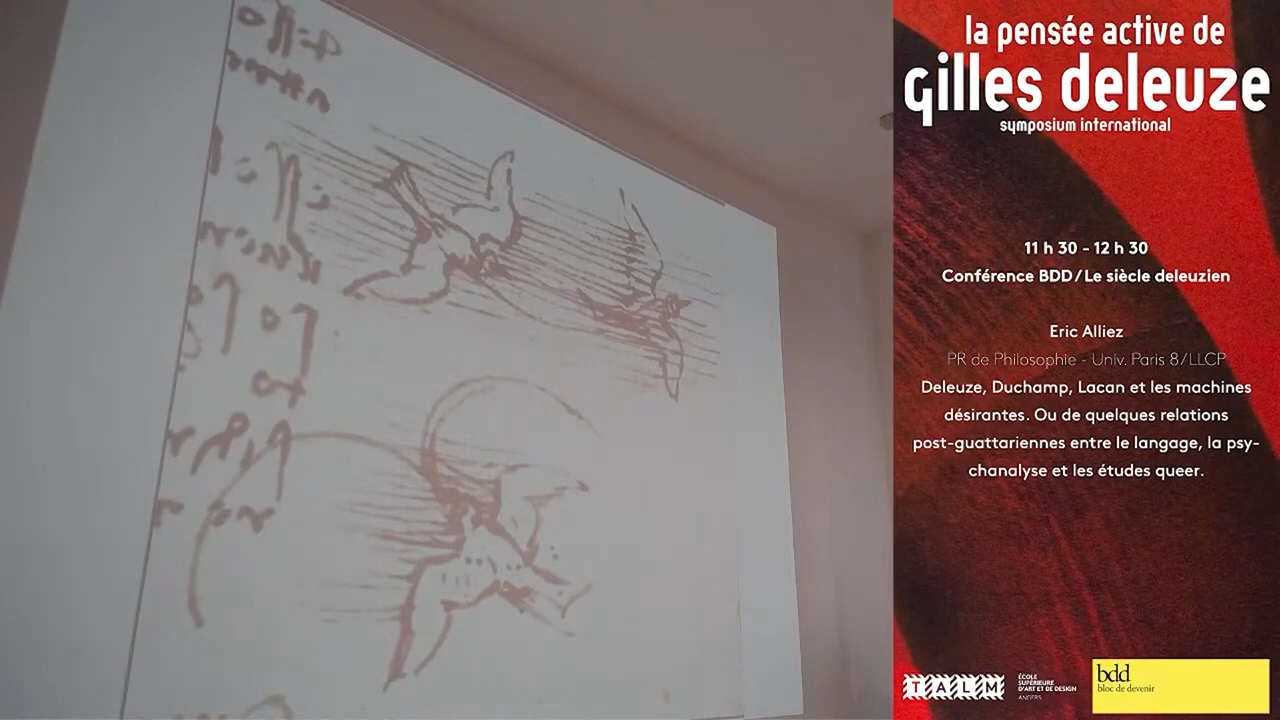 la pensée active de
gilles deleuze
symposium international
11 h 30 - 12 h 30
Conférence BDD / Le siècle deleuzien
Eric Alliez
PR de Philosophie - Univ. Paris 8/LLCP
Deleuze, Duchamp, Lacan et les machines
désirantes. Ou de quelques relations
post-guattariennes entre le langage, la psy-
chanalyse et les études queer.
TALM
ÉCOLE
SUPÉRIEURE
D'ART ET DE DESIGN
ANGERS
bdd
bloc de devenir